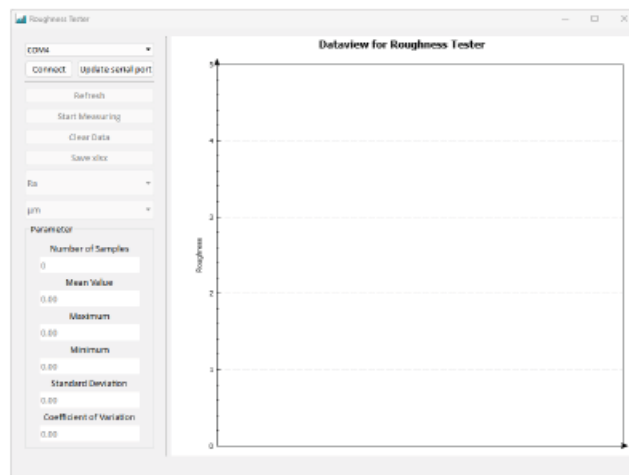 Roughness Tester
COM4
Connect
Update serial port
Refresh
Start Measuring
Clear Data
Save xlsx
Ra
μm
Parameter
Number of Samples
0
Mean Value
0.00
Maximum
0.00
Minimum
0.00
Standard Deviation
0.00
Coefficient of Variation
0.00
Dataview for Roughness Tester
5
4
3
2
1
0
Roughness